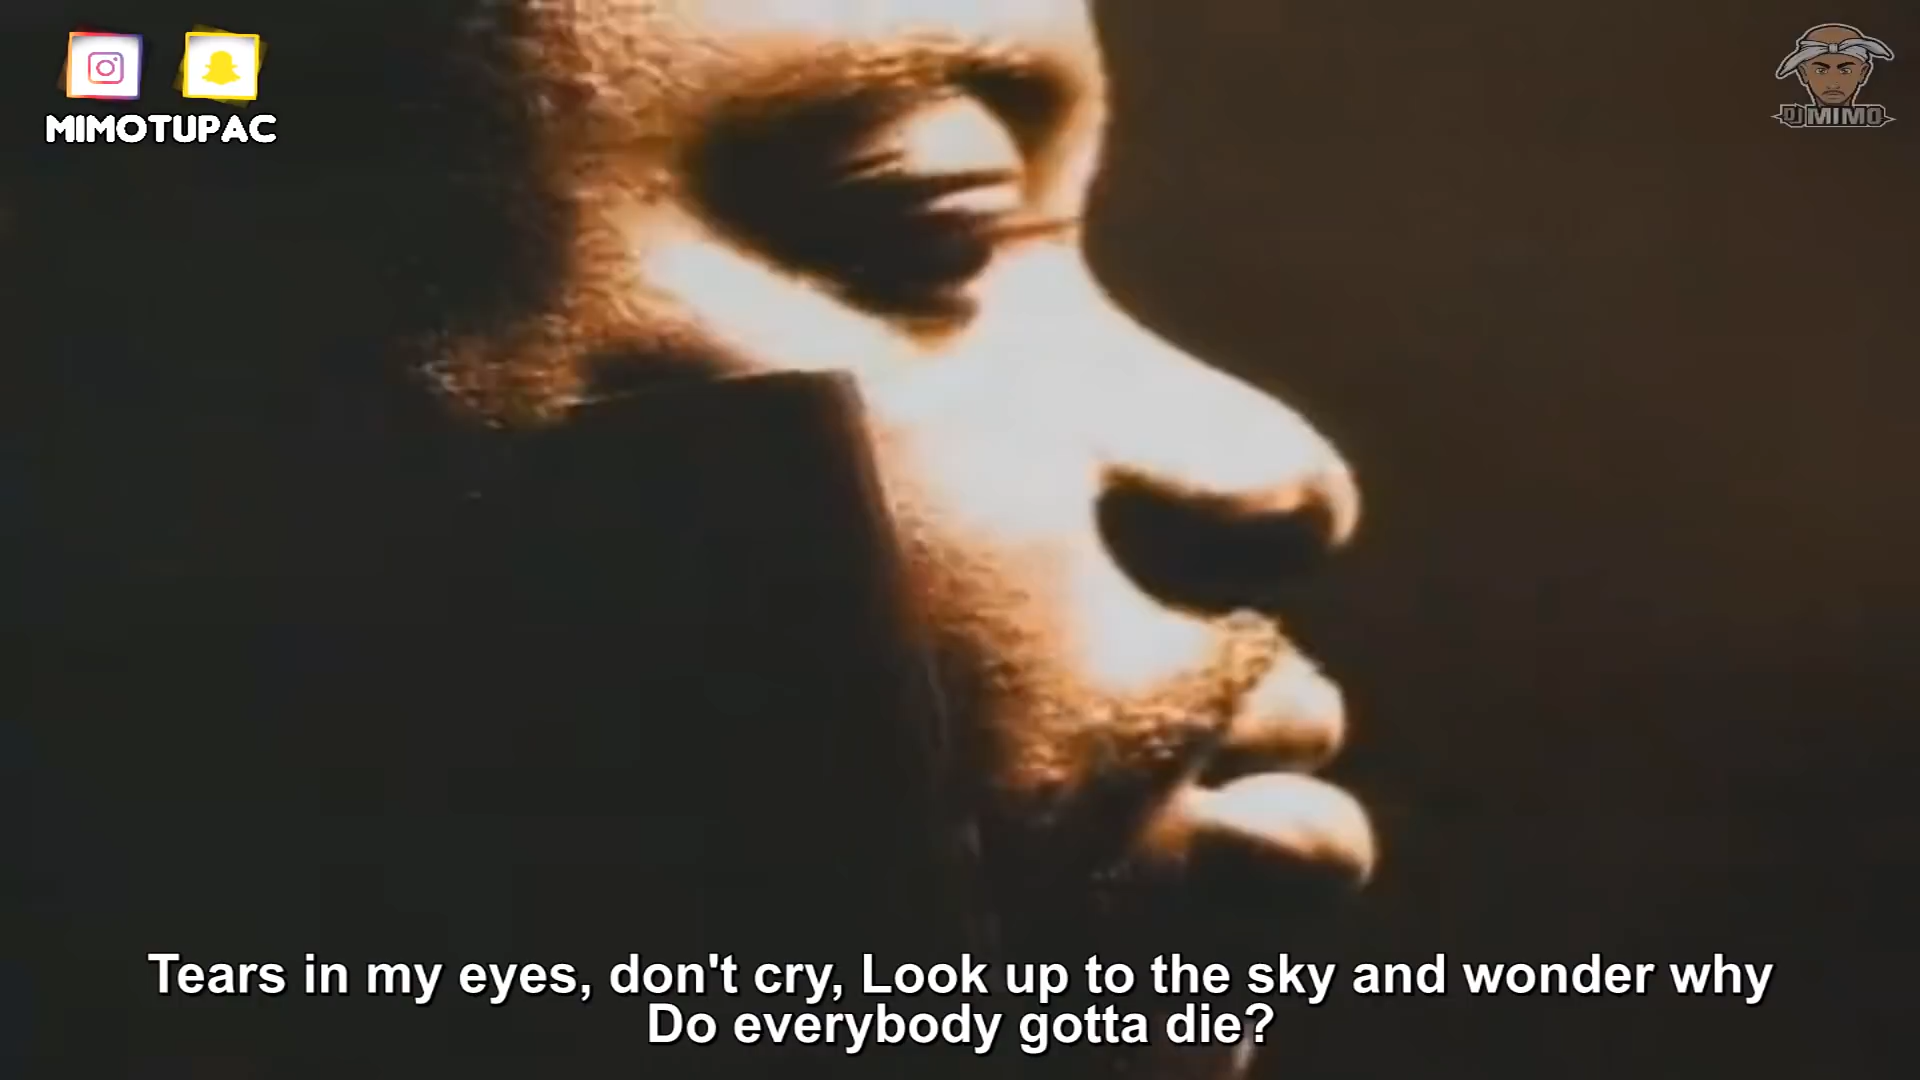 MIMOTUPAC
DJ MIMO
Tears in my eyes, don't cry, Look up to the sky and wonder why
Do everybody gotta die?